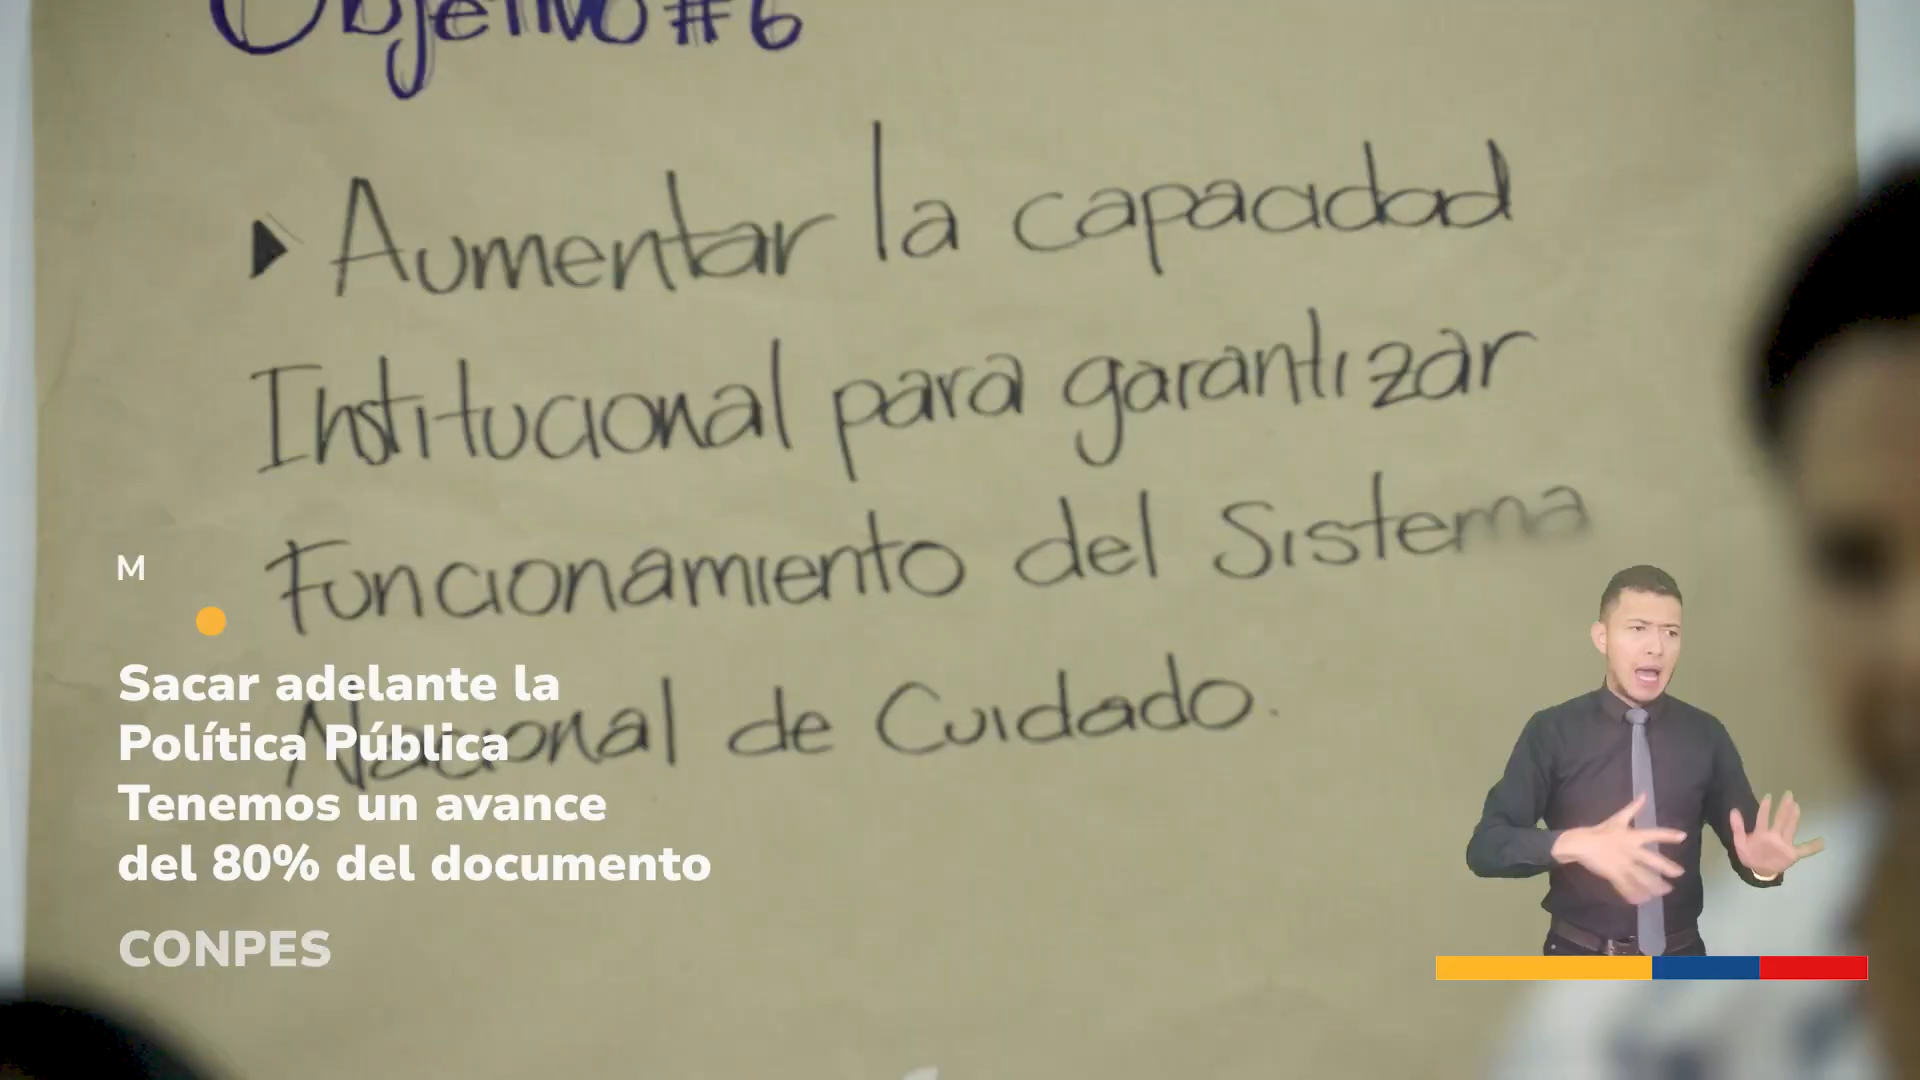 Objetivo #6
Aumentar la capacidad
Institucional para garantizar
Funcionamiento del Sistema
Nacional de Cuidado.
M
Sacar adelante la
Política Pública
Tenemos un avance
del 80% del documento
CONPES